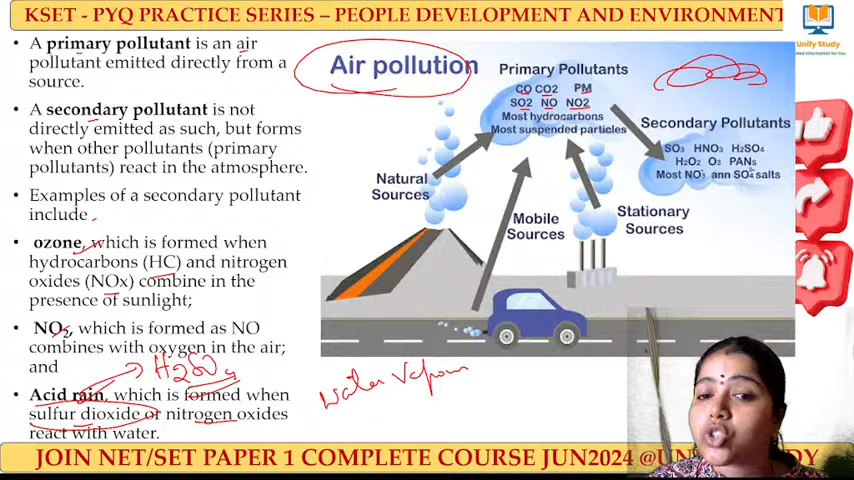 KSET - PYQ PRACTICE SERIES – PEOPLE DEVELOPMENT AND ENVIRONMENT
Unify Study
• A primary pollutant is an air
pollutant emitted directly from a
source.
• A secondary pollutant is not
directly emitted as such, but forms
when other pollutants (primary
pollutants) react in the atmosphere.
• Examples of a secondary pollutant
include
• ozone, which is formed when
hydrocarbons (HC) and nitrogen
oxides (NOx) combine in the
presence of sunlight;
• NO2, which is formed as NO
combines with oxygen in the air;
and
• Acid rain, which is formed when
sulfur dioxide or nitrogen oxides
react with water.
H2SO4
Air pollution
Primary Pollutants
CO CO2 PM
SO2 NO NO2
Most hydrocarbons
Most suspended particles
Secondary Pollutants
SO3 HNO3 H2SO4
H2O2 O3 PANs
Most NO3 ann SO4 salts
Natural
Sources
Mobile
Sources
Stationary
Sources
Water Vapour
JOIN NET/SET PAPER 1 COMPLETE COURSE JUN2024 @UN
DY